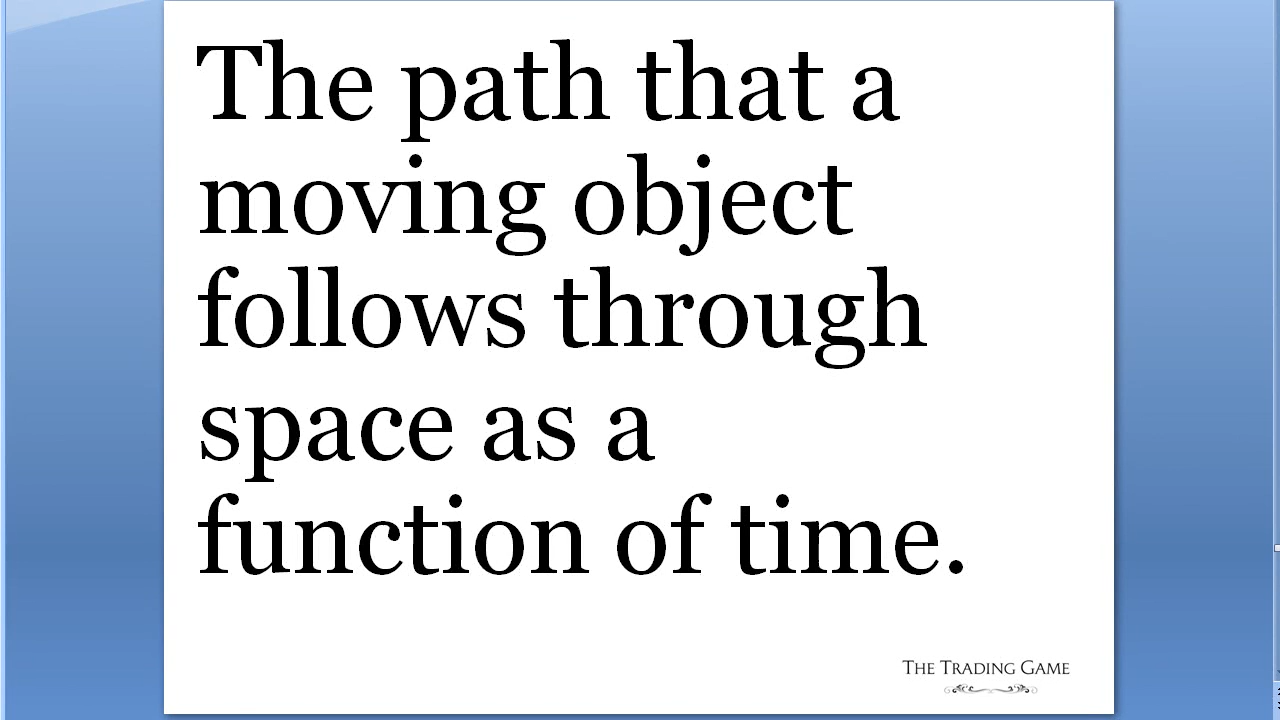 The path that a
moving object
follows through
space as a
function of time.
The Trading Game